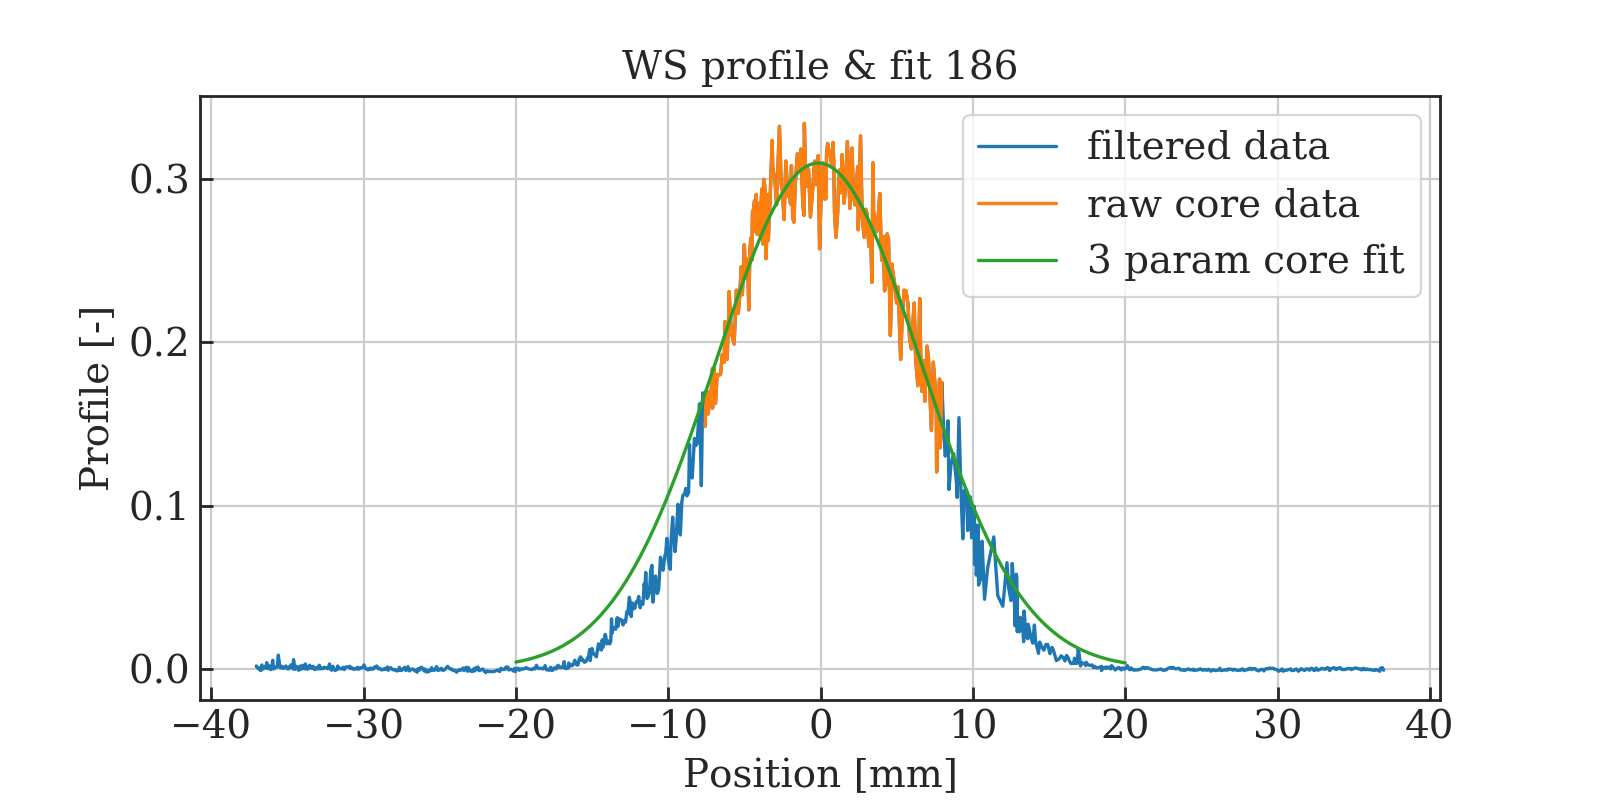 WS profile & fit 186
filtered data
raw core data
3 param core fit
Profile [-]
0.3
0.2
0.1
0.0
−40 −30 −20 −10 0 10 20 30 40
Position [mm]